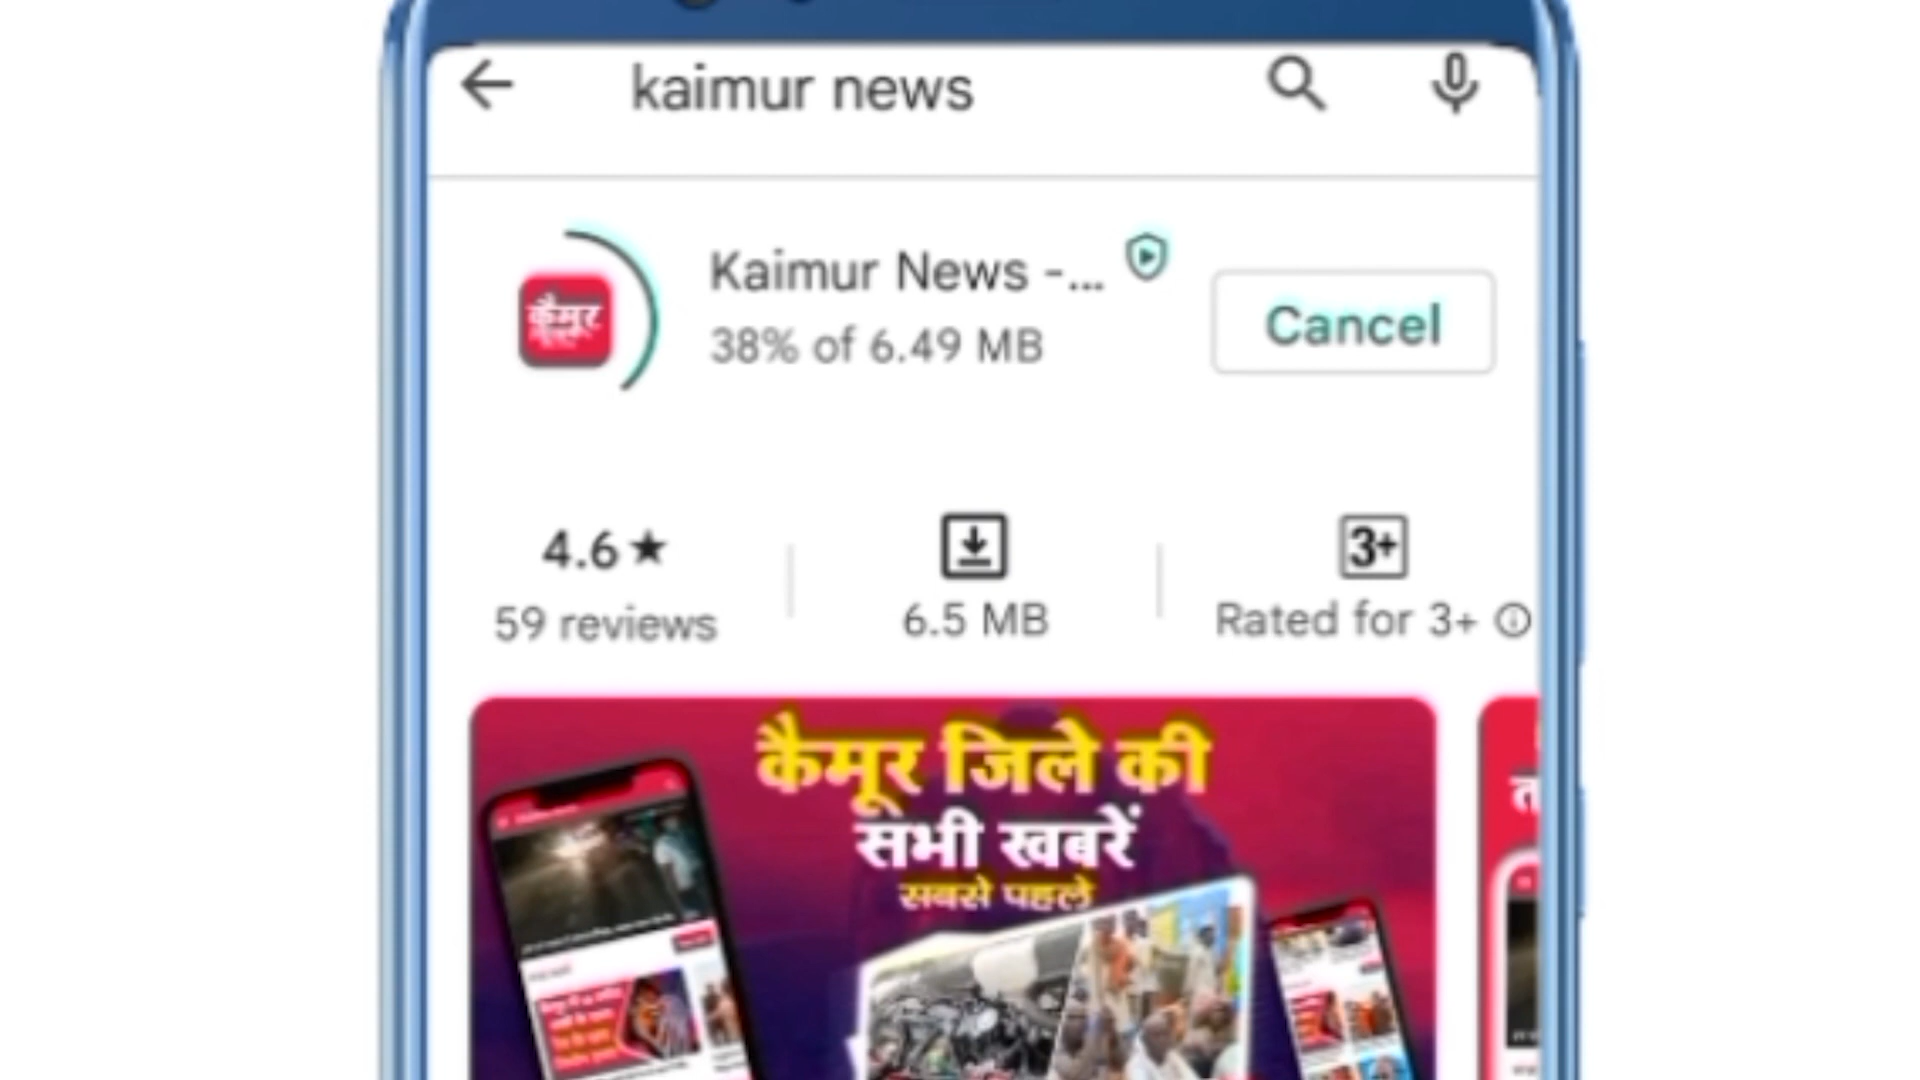 kaimur news
Kaimur News -...
38% of 6.49 MB
Cancel
कैमूर
4.6★
59 reviews
6.5 MB
3+
Rated for 3+
कैमूर जिले की
सभी खबरें
सबसे पहले